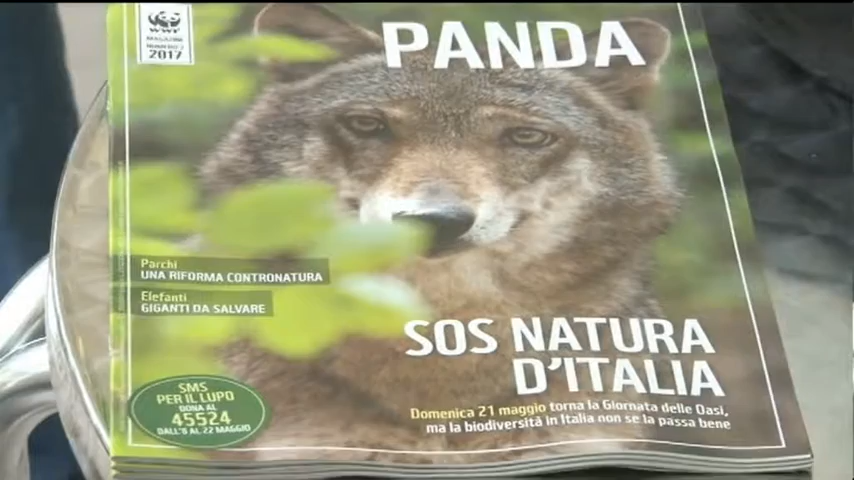 WWF
MAGAZINE
2017
PANDA
Parchi
UNA RIFORMA CONTRONATURA
Elefanti
GIGANTI DA SALVARE
SOS NATURA
D'ITALIA
Domenica 21 maggio torna la Giornata delle Oasi,
ma la biodiversità in Italia non se la passa bene
SMS
PER IL LUPO
DONA AL
45524
DALL'8 AL 22 MAGGIO